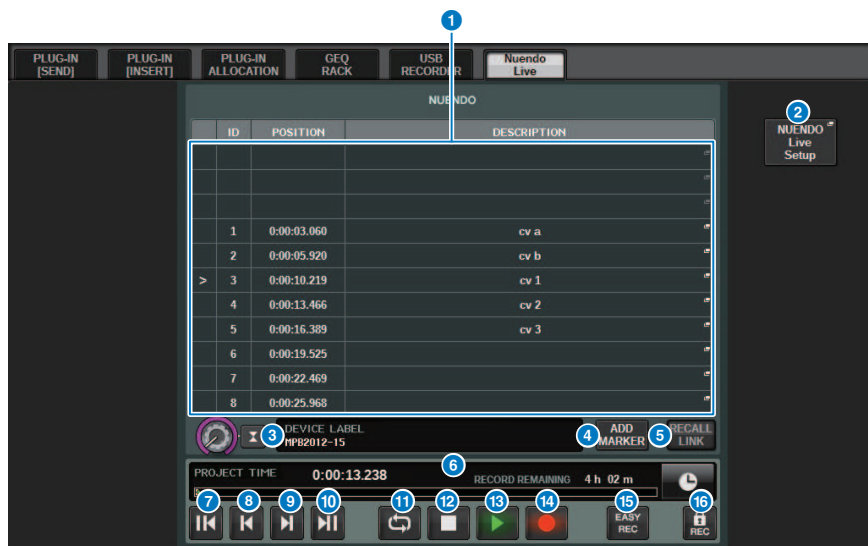 1
PLUG-IN [SEND]
PLUG-IN [INSERT]
PLUG-IN ALLOCATION
GEQ RACK
USB RECORDER
Nuendo Live
NUENDO
2
NUENDO Live Setup
ID POSITION DESCRIPTION
1 0:00:03.060 cv a
2 0:00:05.920 cv b
> 3 0:00:10.219 cv 1
4 0:00:13.466 cv 2
5 0:00:16.389 cv 3
6 0:00:19.525
7 0:00:22.469
8 0:00:25.968
3
DEVICE LABEL
MPB2012-15
4
ADD MARKER
5
RECALL LINK
PROJECT TIME 0:00:13.238
6
RECORD REMAINING 4 h 02 m
7 8 9 10 11 12 13 14 15 16
EASY REC
REC